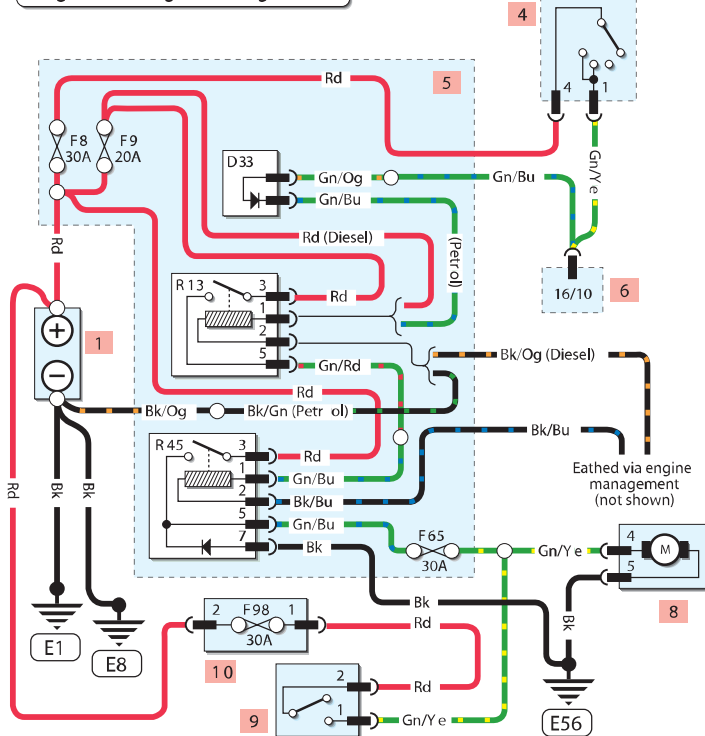 4
4
1
5
Rd
F8
30A
F9
20A
D33
Gn/Og
Gn/Bu
Gn/Bu
Gn/Ye
Rd
Rd (Diesel)
(Petrol)
16/10
6
R13
3
1
2
5
Rd
1
Gn/Rd
Bk/Og (Diesel)
Rd
Bk/Og
Bk/Gn (Petrol)
Bk/Bu
R45
3
1
2
5
7
Rd
Gn/Bu
Bk/Bu
Gn/Bu
Bk
Eathed via engine
management
(not shown)
Rd
Bk
Bk
F65
30A
Gn/Ye
4
5
M
8
Bk
Bk
E1
E8
2
F98
1
30A
Rd
10
2
1
Rd
Gn/Ye
9
E56